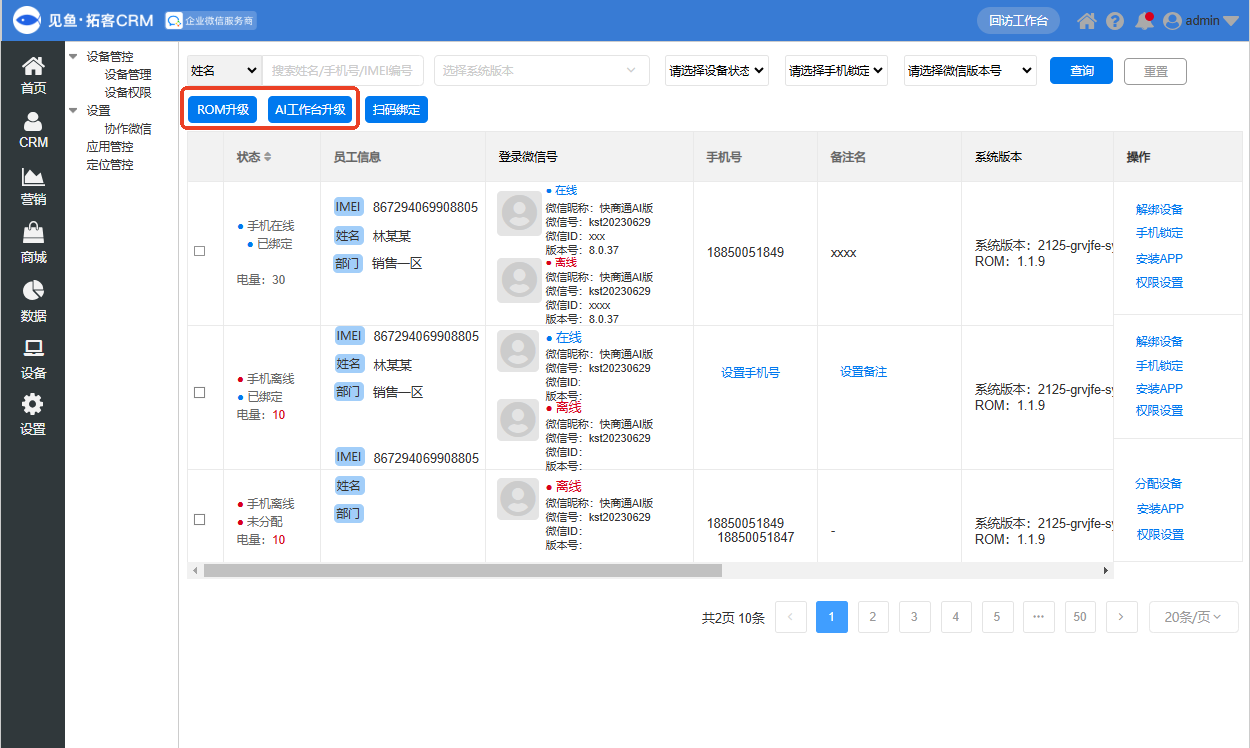 见鱼·拓客CRM 企业微信服务商 回访工作台 admin
首页
CRM
营销
商城
数据
设备
设置
设备管控
设备管理
设备权限
设置
协作微信
应用管控
定位管控
姓名 搜索姓名/手机号/IMEI编号 选择系统版本 请选择设备状态 请选择手机锁定 请选择微信版本号 查询 重置
ROM升级 AI工作台升级 扫码绑定
状态 员工信息 登录微信号 手机号 备注名 系统版本 操作
手机在线
已绑定
电量：30
IMEI 867294069908805
姓名 林某某
部门 销售一区
在线
微信昵称：快商通AI版
微信号：kst20230629
微信ID：xxx
版本号：8.0.37
离线
微信昵称：快商通AI版
微信号：kst20230629
微信ID：xxxx
版本号：8.0.37
18850051849
xxxx
系统版本：2125-grvjfe-sy
ROM：1.1.9
解绑设备
手机锁定
安装APP
权限设置
手机离线
已绑定
电量：10
IMEI 867294069908805
姓名 林某某
部门 销售一区
在线
微信昵称：快商通AI版
微信号：kst20230629
微信ID：
版本号：
离线
微信昵称：快商通AI版
微信号：kst20230629
微信ID：
版本号：
设置手机号
设置备注
系统版本：2125-grvjfe-sy
ROM：1.1.9
解绑设备
手机锁定
安装APP
权限设置
手机离线
未分配
电量：10
IMEI 867294069908805
姓名
部门
离线
微信昵称：快商通AI版
微信号：kst20230629
微信ID：
版本号：
18850051849
18850051847
-
系统版本：2125-grvjfe-sy
ROM：1.1.9
分配设备
安装APP
权限设置
共2页 10条 1 2 3 4 5 ··· 50 20条/页